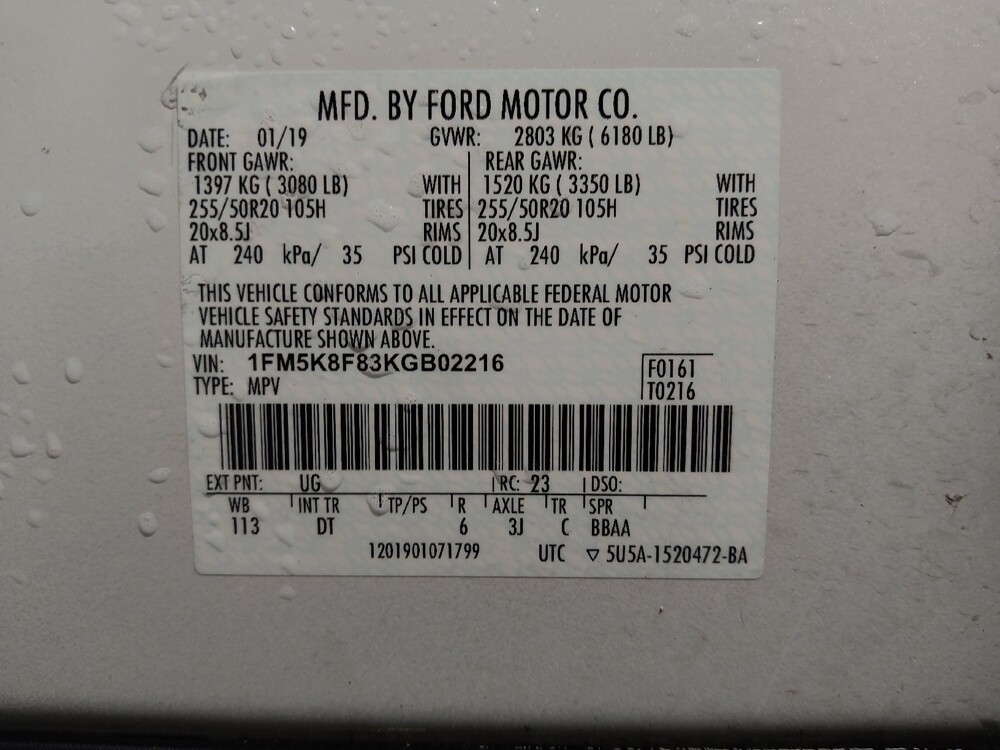 MFD. BY FORD MOTOR CO.
DATE: 01/19 GVWR: 2803 KG ( 6180 LB)
FRONT GAWR: REAR GAWR:
1397 KG ( 3080 LB) WITH 1520 KG ( 3350 LB) WITH
255/50R20 105H TIRES 255/50R20 105H TIRES
20x8.5J RIMS 20x8.5J RIMS
AT 240 kPa/ 35 PSI COLD AT 240 kPa/ 35 PSI COLD
THIS VEHICLE CONFORMS TO ALL APPLICABLE FEDERAL MOTOR
VEHICLE SAFETY STANDARDS IN EFFECT ON THE DATE OF
MANUFACTURE SHOWN ABOVE.
VIN: 1FM5K8F83KGB02216 F0161
TYPE: MPV T0216
EXT PNT: UG RC: 23 DSO:
WB INT TR TP/PS R AXLE TR SPR
113 DT 6 3J C BBAA
1201901071799 UTC ▽ 5U5A-1520472-BA